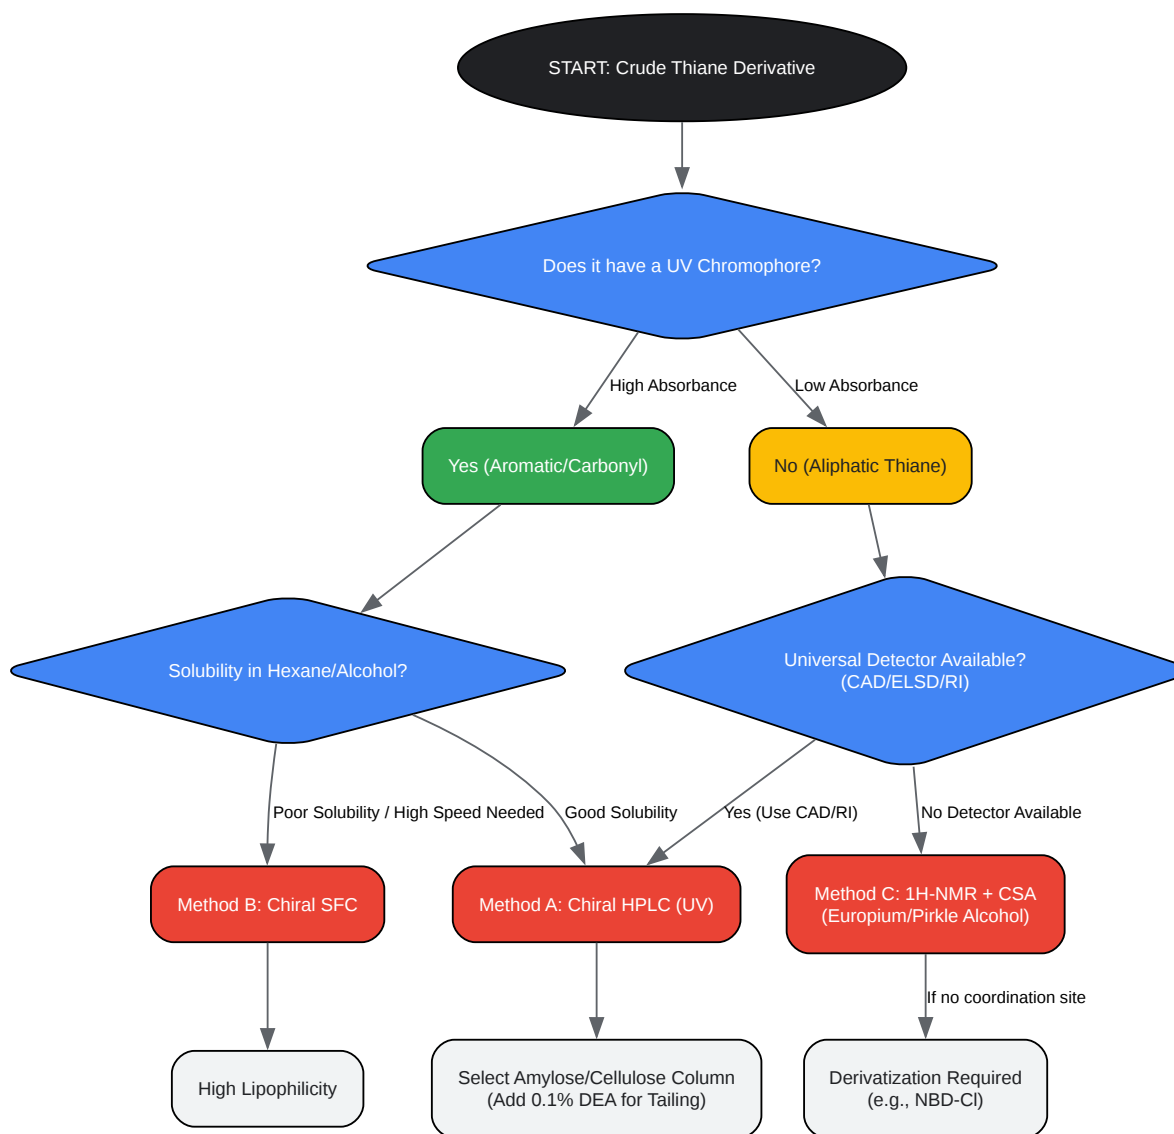 START: Crude Thiane Derivative
Does it have a UV Chromophore?
High Absorbance
Low Absorbance
Yes (Aromatic/Carbonyl)
No (Aliphatic Thiane)
Solubility in Hexane/Alcohol?
Universal Detector Available?
(CAD/ELSD/RI)
Poor Solubility / High Speed Needed
Good Solubility
Yes (Use CAD/RI)
No Detector Available
Method B: Chiral SFC
Method A: Chiral HPLC (UV)
Method C: 1H-NMR + CSA
(Europium/Pirkle Alcohol)
If no coordination site
High Lipophilicity
Select Amylose/Cellulose Column
(Add 0.1% DEA for Tailing)
Derivatization Required
(e.g., NBD-Cl)